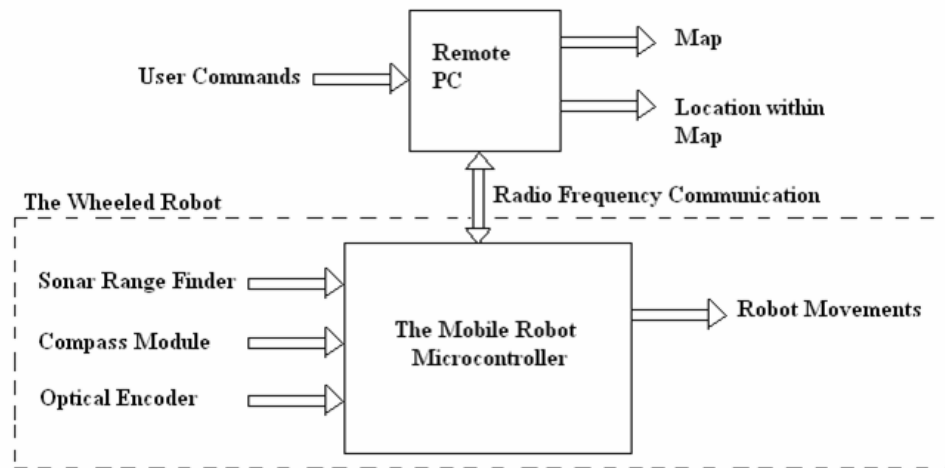 Remote
PC
User Commands
Map
Location within
Map
Radio Frequency Communication
The Wheeled Robot
Sonar Range Finder
Compass Module
Optical Encoder
The Mobile Robot
Microcontroller
Robot Movements